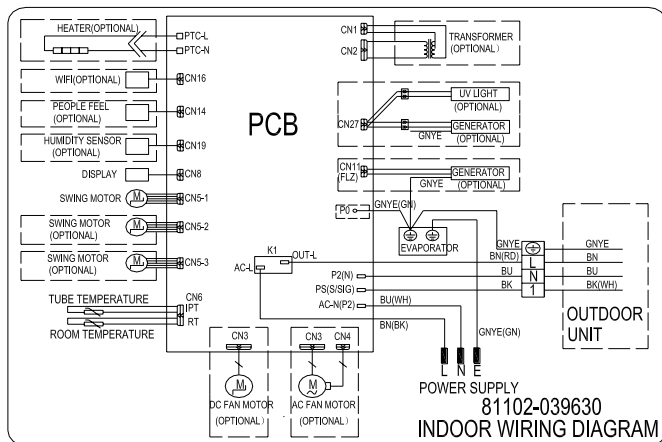 HEATER(OPTIONAL)
PTC-L
PTC-N
WIFI(OPTIONAL)
CN16
PEOPLE FEEL
(OPTIONAL)
CN14
HUMIDITY SENSOR
(OPTIONAL)
CN19
DISPLAY
CN8
SWING MOTOR
M
CN5-1
SWING MOTOR
(OPTIONAL)
M
CN5-2
SWING MOTOR
(OPTIONAL)
M
CN5-3
TUBE TEMPERATURE
CN6
IPT
RT
ROOM TEMPERATURE
PCB
CN1
CN2
TRANSFORMER
(OPTIONAL)
CN27
UV LIGHT
(OPTIONAL)
GENERATOR
(OPTIONAL)
GNYE
CN11
(FLZ)
GENERATOR
(OPTIONAL)
GNYE
P0
GNYE(GN)
EVAPORATOR
K1
OUT-L
AC-L
P2(N)
PS(S/SIG)
AC-N(P2)
BU(WH)
BN(BK)
GNYE(GN)
GNYE
BN(RD)
BU
BK
L
N
1
GNYE
BN
BU
BK(WH)
OUTDOOR
UNIT
CN3
M
DC FAN MOTOR
(OPTIONAL)
CN3
CN4
M
AC FAN MOTOR
(OPTIONAL)
L N E
POWER SUPPLY
81102-039630
INDOOR WIRING DIAGRAM